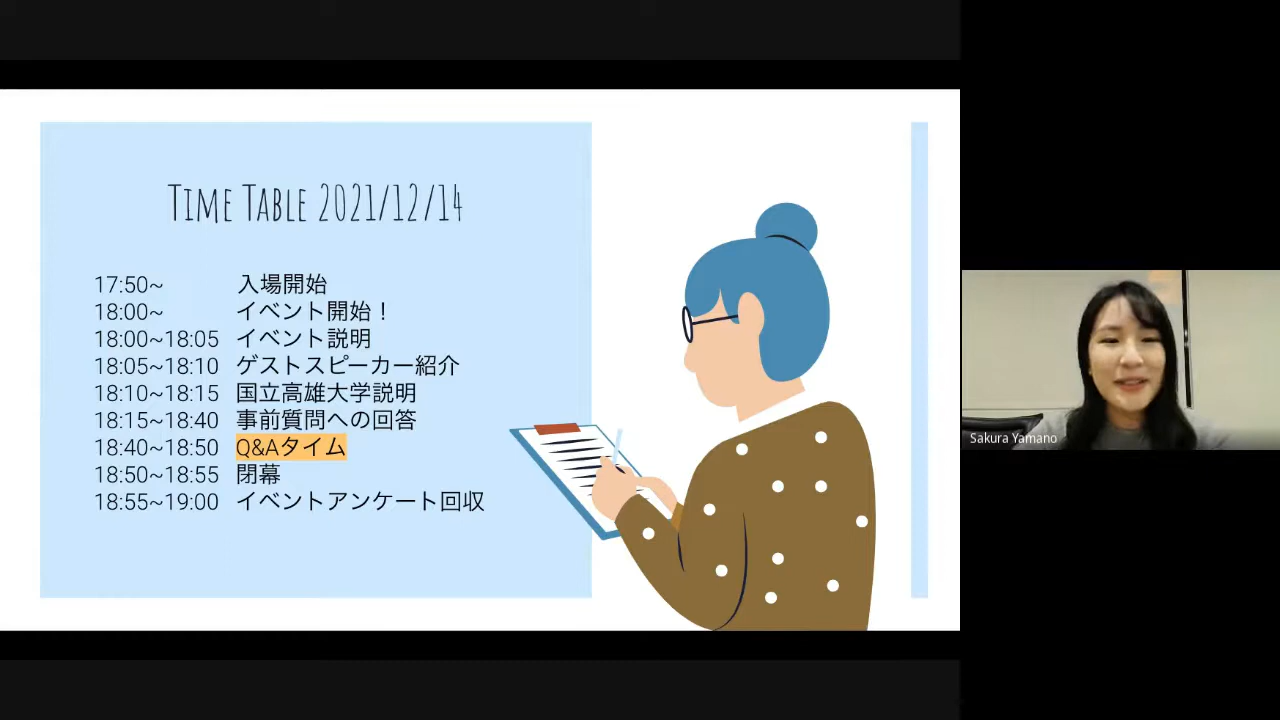 Time Table 2021/12/14
17:50~ 入場開始
18:00~ イベント開始！
18:00~18:05 イベント説明
18:05~18:10 ゲストスピーカー紹介
18:10~18:15 国立高雄大学説明
18:15~18:40 事前質問への回答
18:40~18:50 Q&Aタイム
18:50~18:55 閉幕
18:55~19:00 イベントアンケート回収
Sakura Yamano